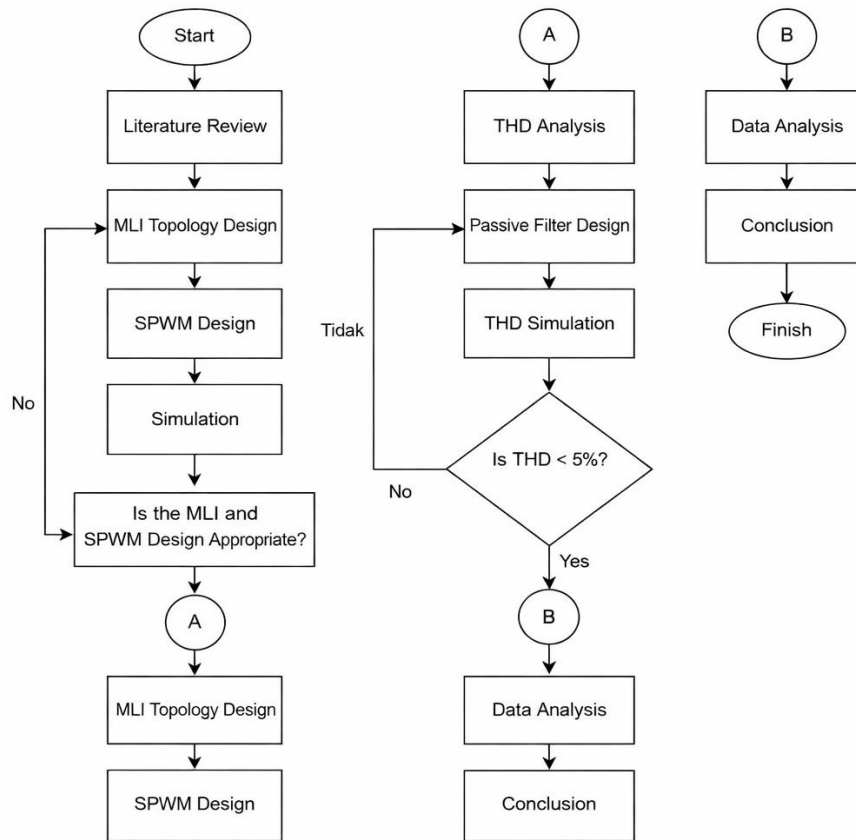 Start
Literature Review
MLI Topology Design
SPWM Design
Simulation
No
Is the MLI and
SPWM Design Appropriate?
A
MLI Topology Design
SPWM Design
A
THD Analysis
Passive Filter Design
THD Simulation
Tidak
Is THD < 5%?
No
Yes
B
Data Analysis
Conclusion
B
Data Analysis
Conclusion
Finish